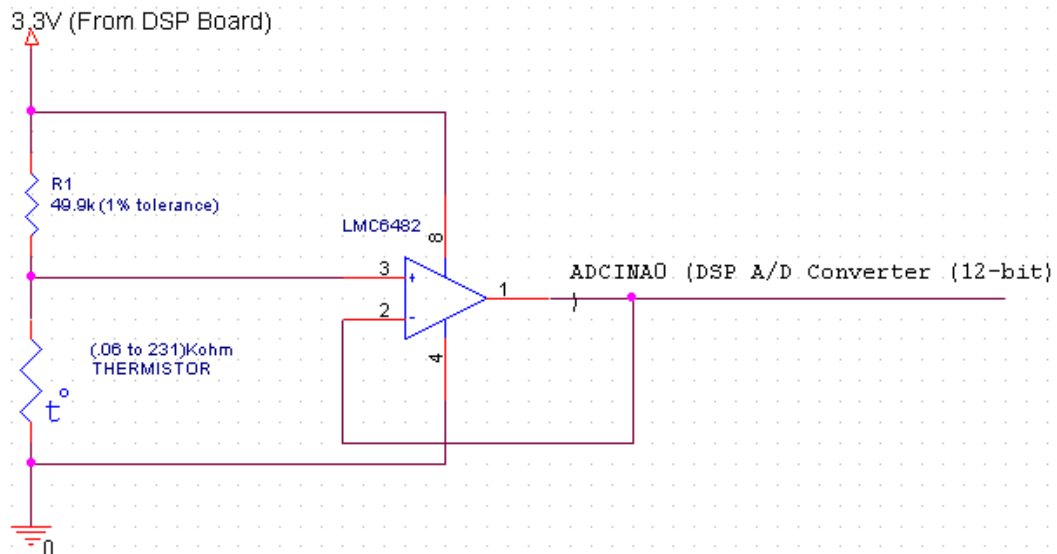 3.3V (From DSP Board)
R1
49.9k (1% tolerance)
LMC6482
8
3
+
ADCINA0 (DSP A/D Converter (12-bit)
1
2
-
4
(.06 to 231)Kohm
THERMISTOR
t°
0